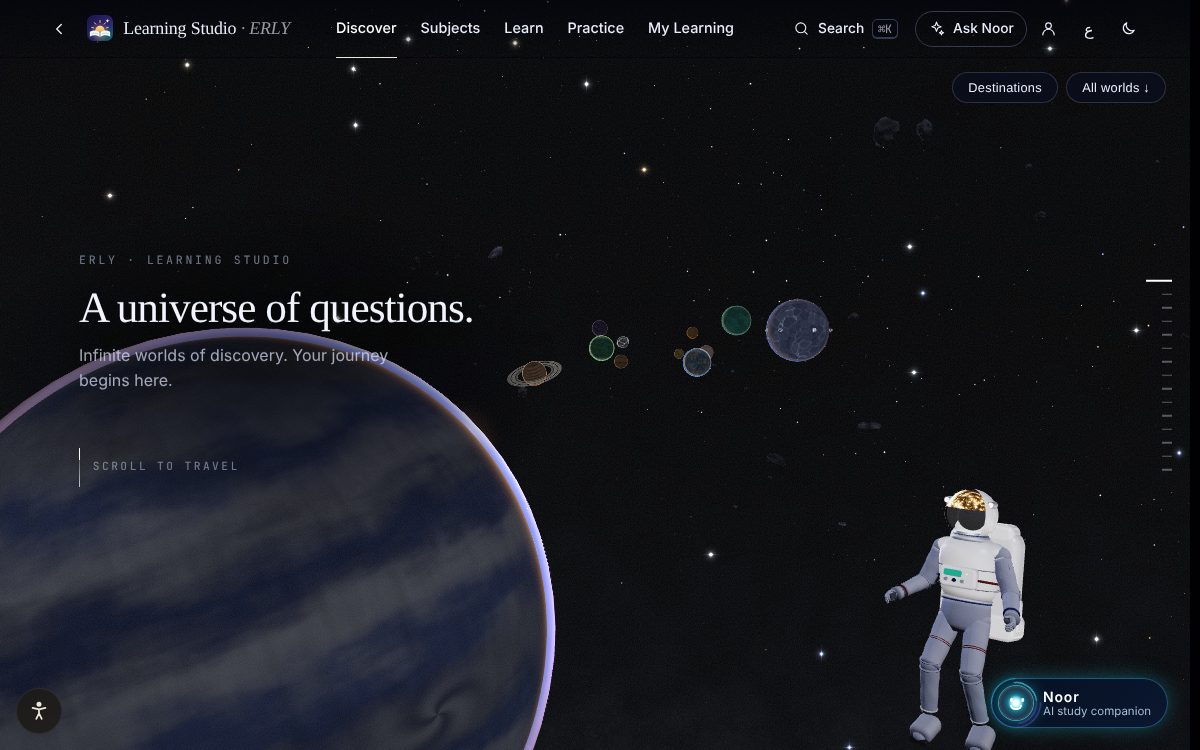 Learning Studio · ERLY
Discover
Subjects
Learn
Practice
My Learning
Search
⌘K
Ask Noor
ع
Destinations
All worlds ↓
ERLY · LEARNING STUDIO
A universe of questions.
Infinite worlds of discovery. Your journey
begins here.
SCROLL TO TRAVEL
Noor
AI study companion